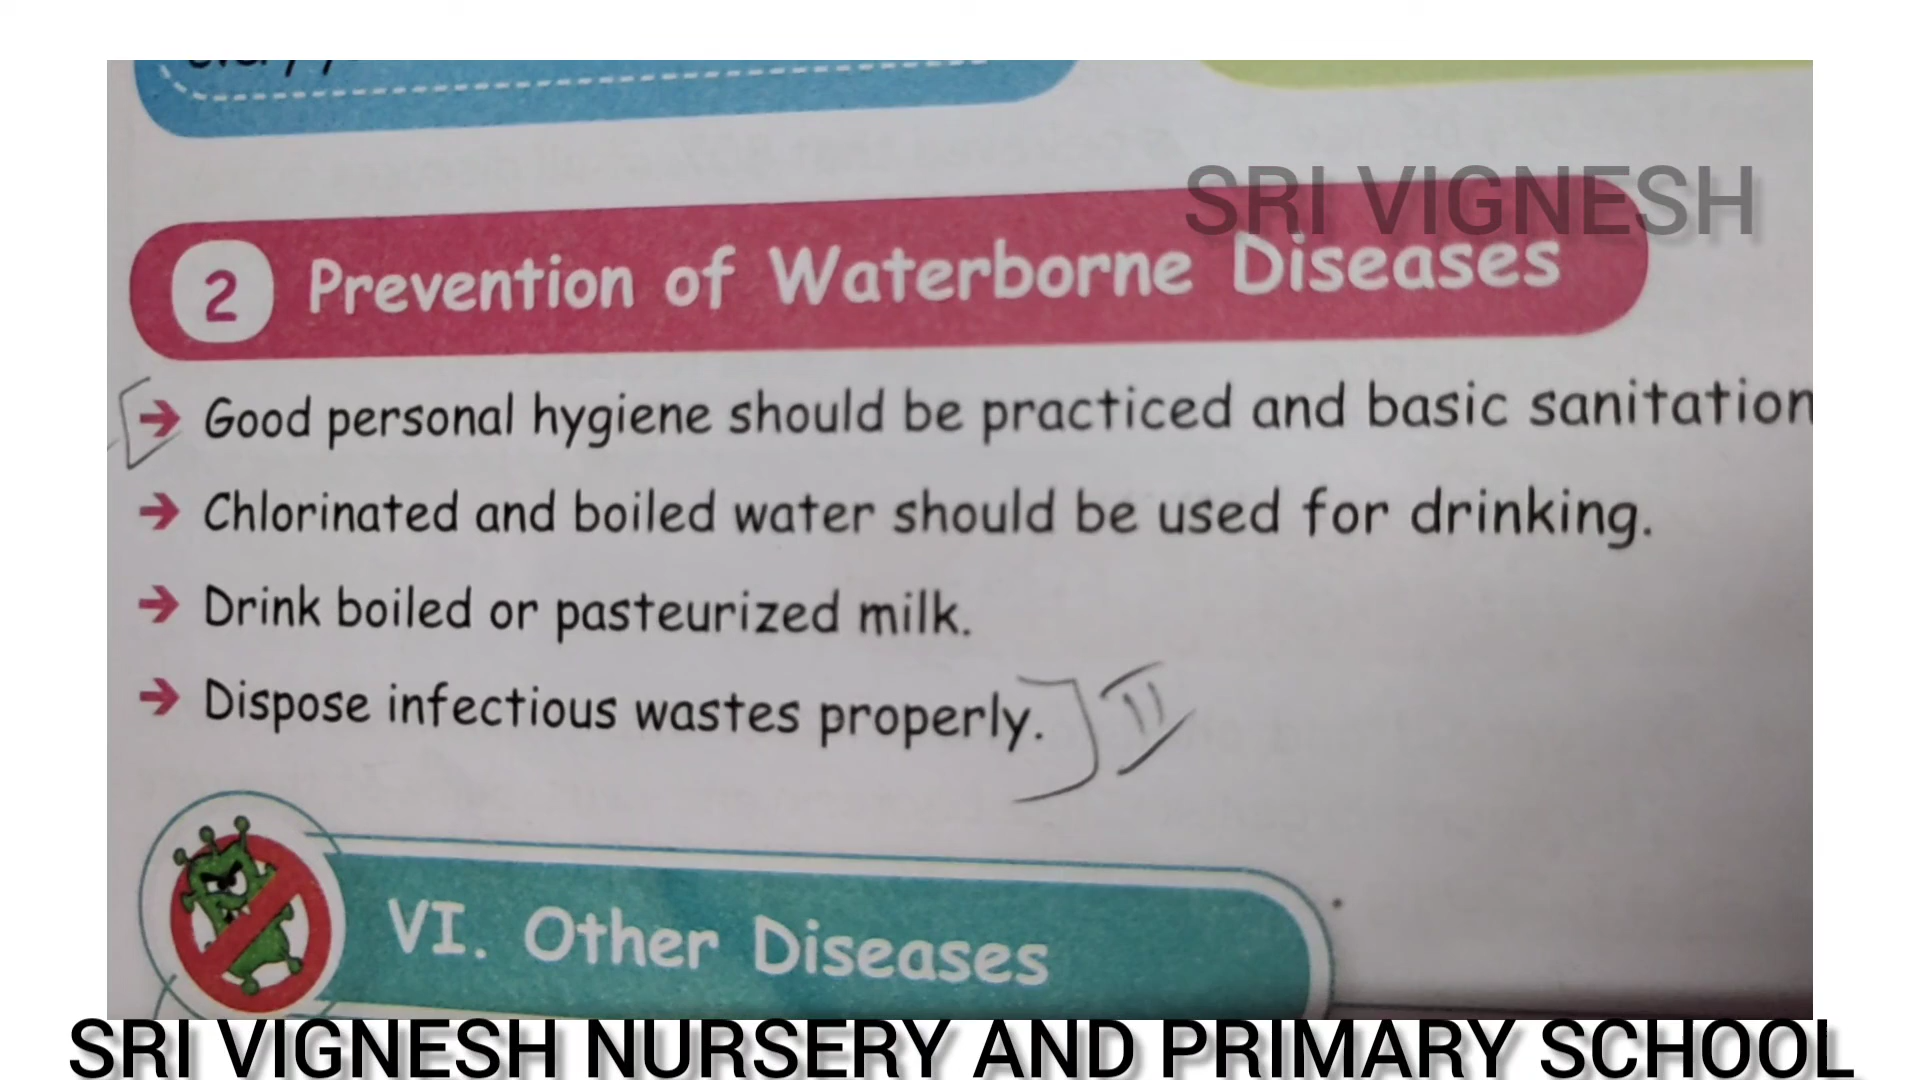 SRI VIGNESH
2 Prevention of Waterborne Diseases
→ Good personal hygiene should be practiced and basic sanitation
→ Chlorinated and boiled water should be used for drinking.
→ Drink boiled or pasteurized milk.
→ Dispose infectious wastes properly.
II
VI. Other Diseases
SRI VIGNESH NURSERY AND PRIMARY SCHOOL